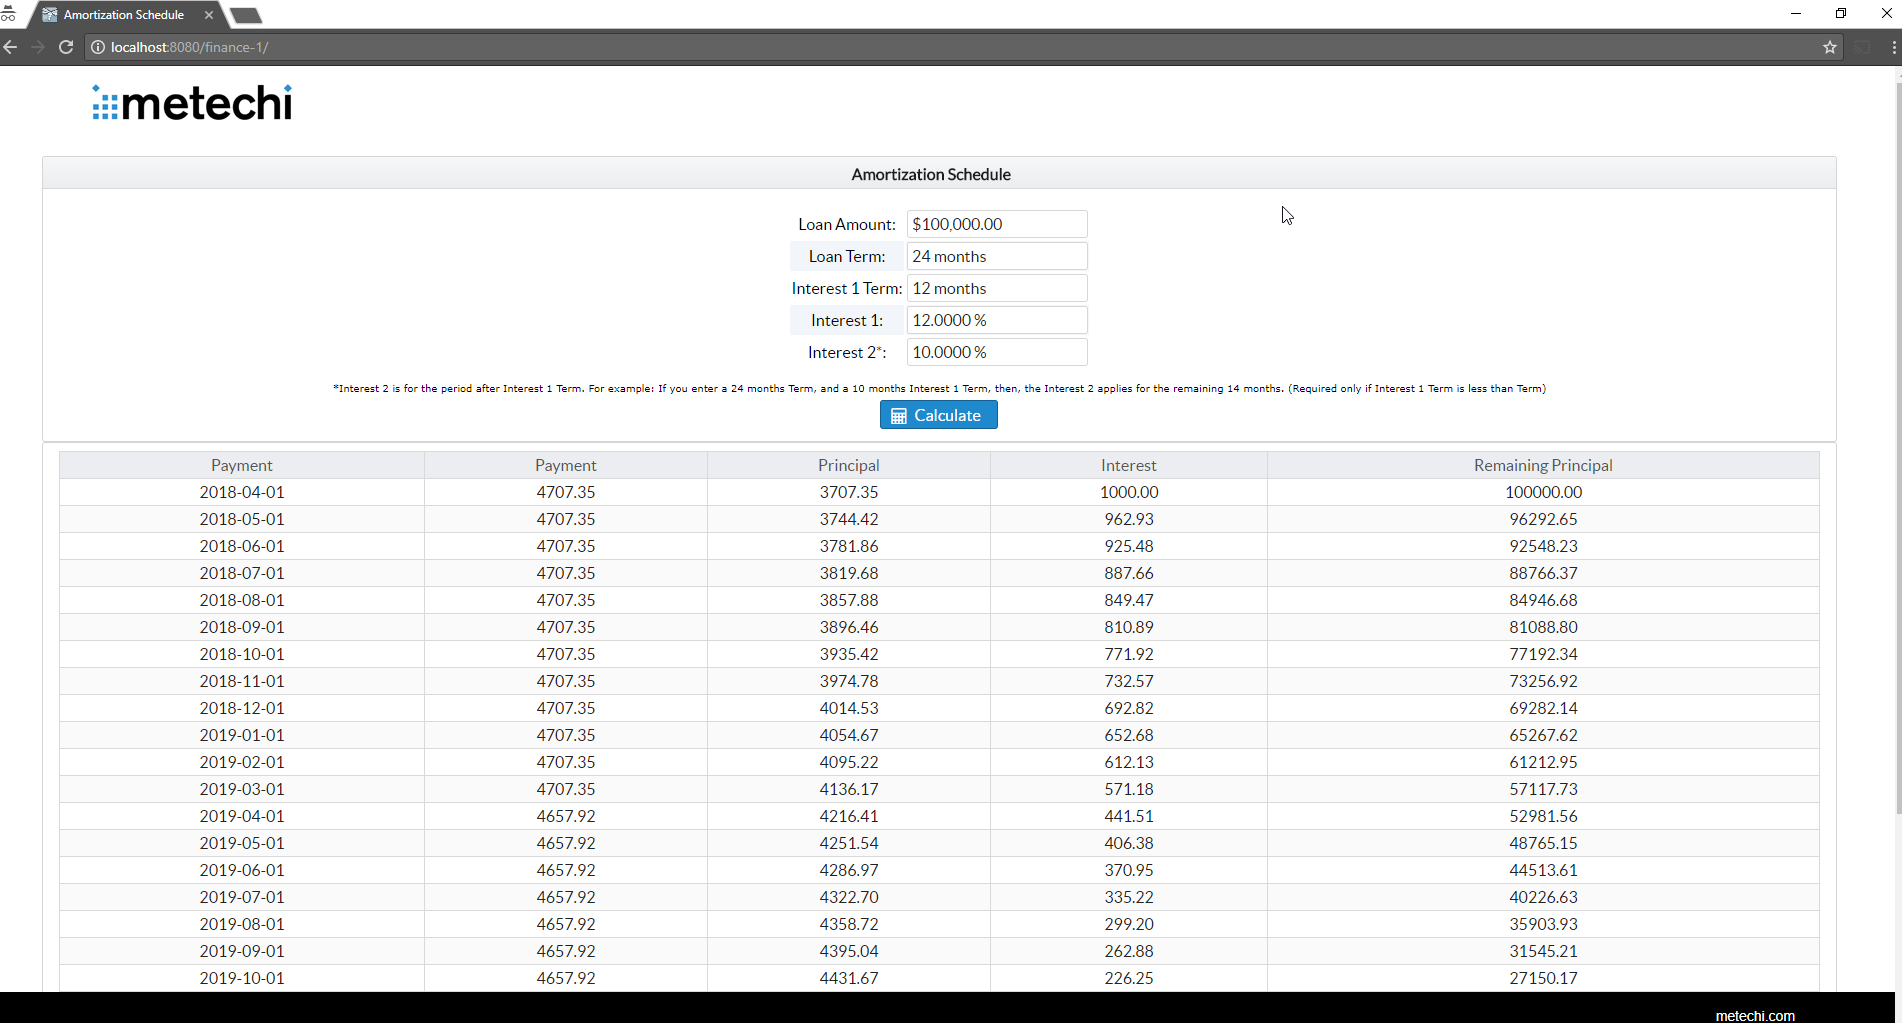 Amortization Schedule
localhost:8080/finance-1/
metechi
Amortization Schedule
Loan Amount: $100,000.00
Loan Term: 24 months
Interest 1 Term: 12 months
Interest 1: 12.0000 %
Interest 2*: 10.0000 %
*Interest 2 is for the period after Interest 1 Term. For example: If you enter a 24 months Term, and a 10 months Interest 1 Term, then, the Interest 2 applies for the remaining 14 months. (Required only if Interest 1 Term is less than Term)
Calculate
Payment Payment Principal Interest Remaining Principal
2018-04-01 4707.35 3707.35 1000.00 100000.00
2018-05-01 4707.35 3744.42 962.93 96292.65
2018-06-01 4707.35 3781.86 925.48 92548.23
2018-07-01 4707.35 3819.68 887.66 88766.37
2018-08-01 4707.35 3857.88 849.47 84946.68
2018-09-01 4707.35 3896.46 810.89 81088.80
2018-10-01 4707.35 3935.42 771.92 77192.34
2018-11-01 4707.35 3974.78 732.57 73256.92
2018-12-01 4707.35 4014.53 692.82 69282.14
2019-01-01 4707.35 4054.67 652.68 65267.62
2019-02-01 4707.35 4095.22 612.13 61212.95
2019-03-01 4707.35 4136.17 571.18 57117.73
2019-04-01 4657.92 4216.41 441.51 52981.56
2019-05-01 4657.92 4251.54 406.38 48765.15
2019-06-01 4657.92 4286.97 370.95 44513.61
2019-07-01 4657.92 4322.70 335.22 40226.63
2019-08-01 4657.92 4358.72 299.20 35903.93
2019-09-01 4657.92 4395.04 262.88 31545.21
2019-10-01 4657.92 4431.67 226.25 27150.17
metechi.com